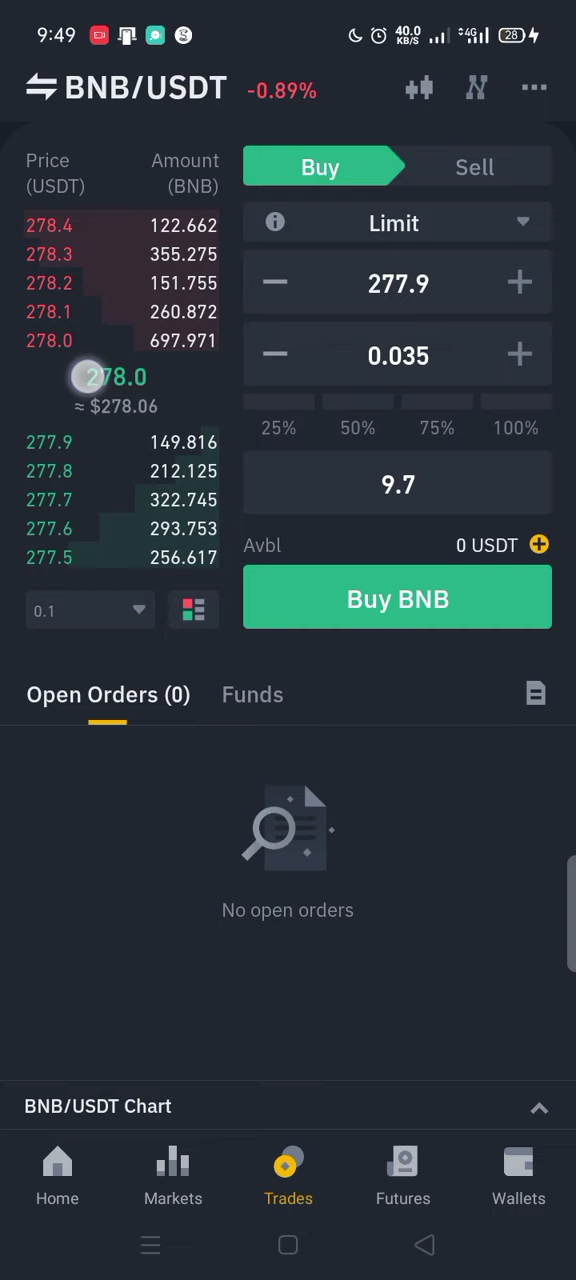 9:49
40.0 KB/S
4G
28
BNB/USDT -0.89%
Price (USDT)
Amount (BNB)
278.4 122.662
278.3 355.275
278.2 151.755
278.1 260.872
278.0 697.971
278.0
≈ $278.06
277.9 149.816
277.8 212.125
277.7 322.745
277.6 293.753
277.5 256.617
0.1
Buy
Sell
Limit
277.9
0.035
25% 50% 75% 100%
9.7
Avbl 0 USDT
Buy BNB
Open Orders (0) Funds
No open orders
BNB/USDT Chart
Home Markets Trades Futures Wallets